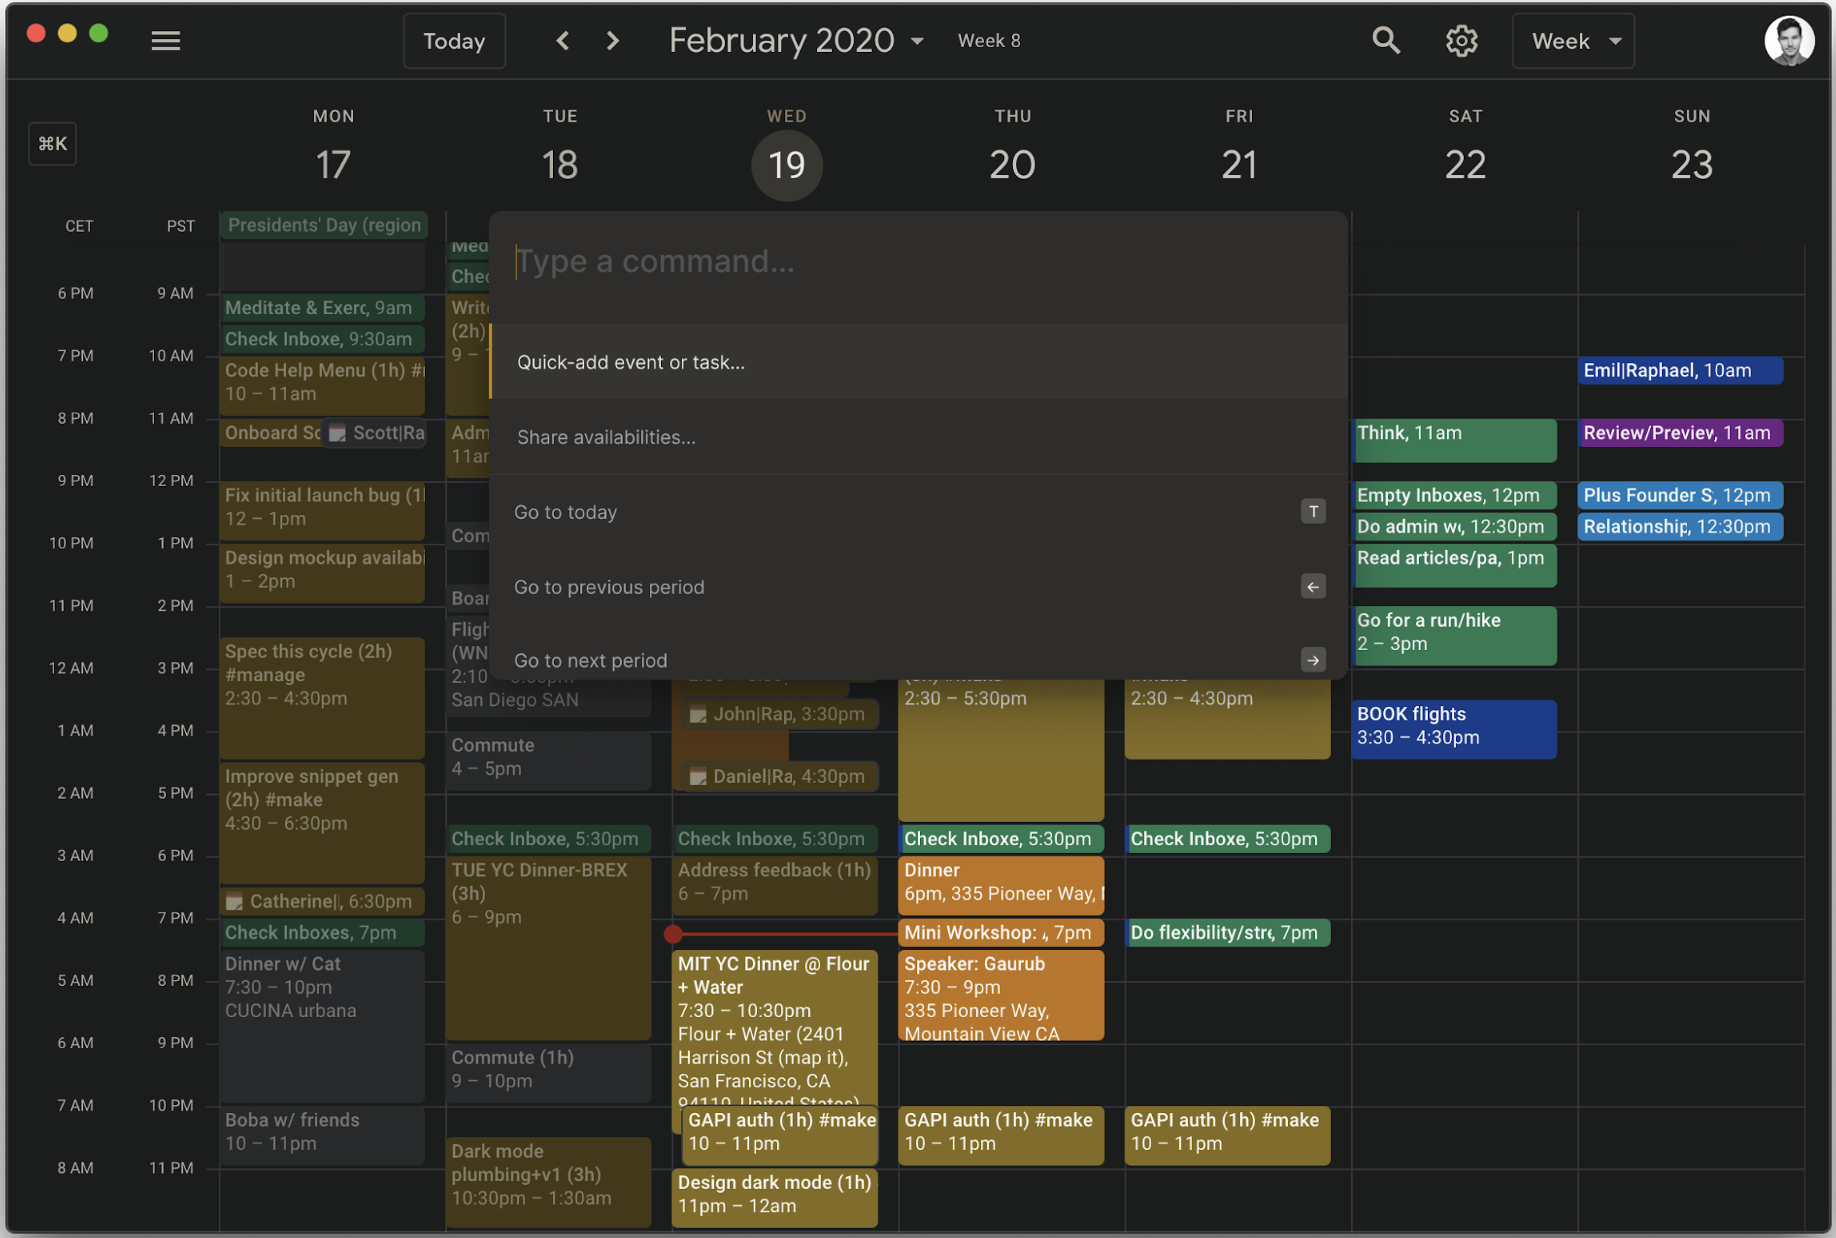 Today
February 2020
Week 8
Week
⌘K
MON
17
TUE
18
WED
19
THU
20
FRI
21
SAT
22
SUN
23
CET
PST
6 PM
7 PM
8 PM
9 PM
10 PM
11 PM
12 AM
1 AM
2 AM
3 AM
4 AM
5 AM
6 AM
7 AM
8 AM
9 AM
10 AM
11 AM
12 PM
1 PM
2 PM
3 PM
4 PM
5 PM
6 PM
7 PM
8 PM
9 PM
10 PM
11 PM
Presidents' Day (region
Meditate & Exerc, 9am
Check Inboxe, 9:30am
Code Help Menu (1h) #
10 – 11am
Onboard Sc
Scott|Ra
Fix initial launch bug (1
12 – 1pm
Design mockup availabi
1 – 2pm
Spec this cycle (2h)
#manage
2:30 – 4:30pm
Improve snippet gen
(2h) #make
4:30 – 6:30pm
Catherine|, 6:30pm
Check Inboxes, 7pm
Dinner w/ Cat
7:30 – 10pm
CUCINA urbana
Boba w/ friends
10 – 11pm
Med
Chec
Write
(2h)
9 –
Adm
11ar
Com
Boar
Fligh
(WN
2:10
San Diego SAN
Commute
4 – 5pm
Check Inboxe, 5:30pm
TUE YC Dinner-BREX
(3h)
6 – 9pm
Commute (1h)
9 – 10pm
Dark mode
plumbing+v1 (3h)
10:30pm – 1:30am
Type a command...
Quick-add event or task...
Share availabilities...
Go to today
T
Go to previous period
←
Go to next period
→
John|Rap, 3:30pm
Daniel|Ra, 4:30pm
Check Inboxe, 5:30pm
Address feedback (1h)
6 – 7pm
MIT YC Dinner @ Flour
+ Water
7:30 – 10:30pm
Flour + Water (2401
Harrison St (map it),
San Francisco, CA
94110, United States)
GAPI auth (1h) #make
10 – 11pm
Design dark mode (1h)
11pm – 12am
2:30 – 5:30pm
Check Inboxe, 5:30pm
Dinner
6pm, 335 Pioneer Way,
Mini Workshop: , 7pm
Speaker: Gaurub
7:30 – 9pm
335 Pioneer Way,
Mountain View CA
GAPI auth (1h) #make
10 – 11pm
2:30 – 4:30pm
Check Inboxe, 5:30pm
Do flexibility/stre, 7pm
GAPI auth (1h) #make
10 – 11pm
Think, 11am
Empty Inboxes, 12pm
Do admin w, 12:30pm
Read articles/pa, 1pm
Go for a run/hike
2 – 3pm
BOOK flights
3:30 – 4:30pm
Emil|Raphael, 10am
Review/Preview, 11am
Plus Founder S, 12pm
Relationship, 12:30pm